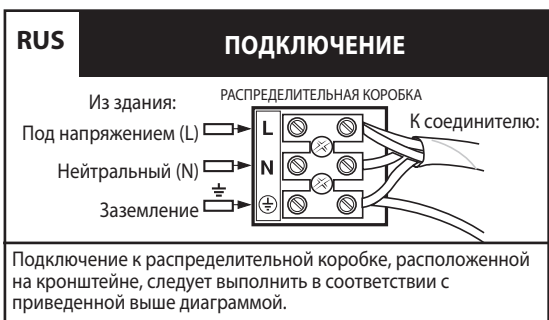 RUS
ПОДКЛЮЧЕНИЕ
РАСПРЕДЕЛИТЕЛЬНАЯ КОРОБКА
Из здания:
К соединителю:
Под напряжением (L)
L
Нейтральный (N)
N
Заземление
Подключение к распределительной коробке, расположенной
на кронштейне, следует выполнить в соответствии с
приведенной выше диаграммой.